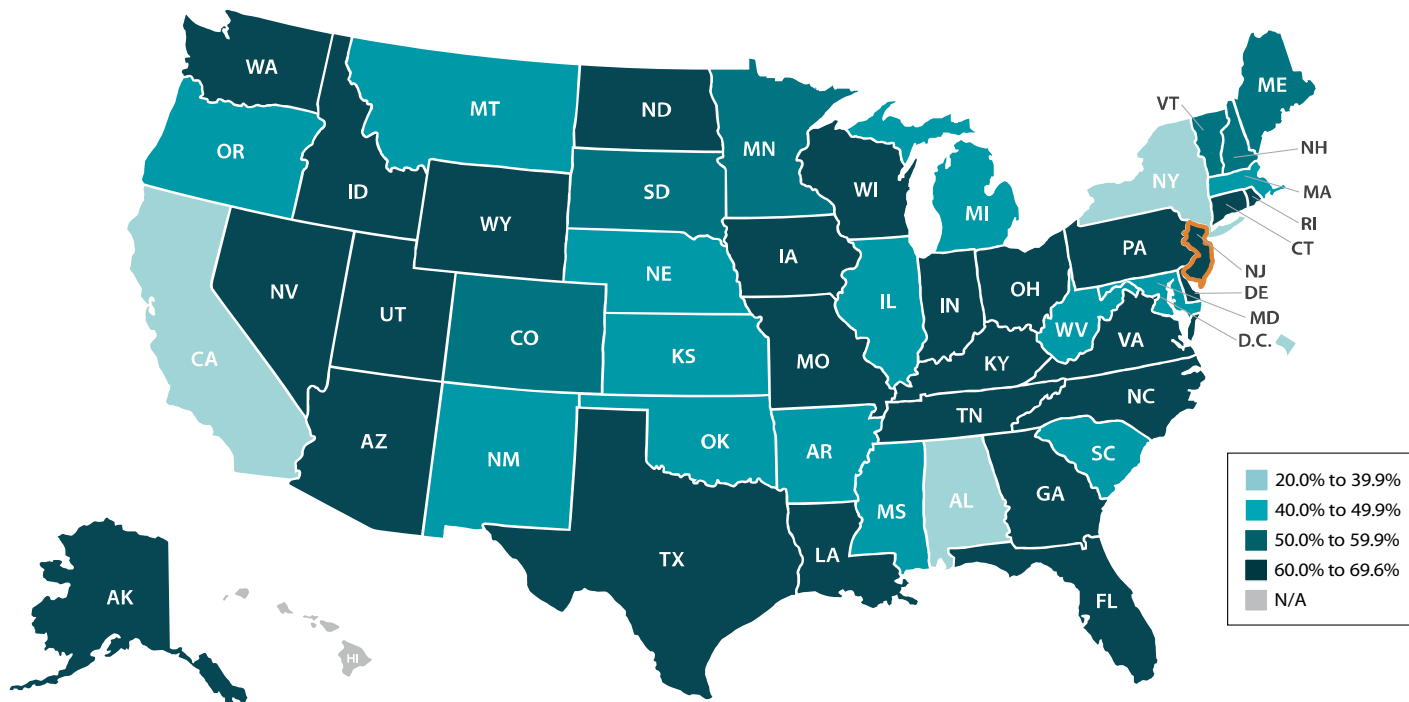 WA
MT
ND
MN
ME
VT
NH
OR
ID
SD
WI
MI
NY
MA
RI
CT
WY
IA
PA
NJ
DE
NE
NV
UT
CO
IL
IN
OH
MD
D.C.
WV
VA
CA
KS
MO
KY
NC
TN
AZ
NM
OK
AR
SC
MS
AL
GA
TX
LA
FL
AK
HI
20.0% to 39.9%
40.0% to 49.9%
50.0% to 59.9%
60.0% to 69.6%
N/A